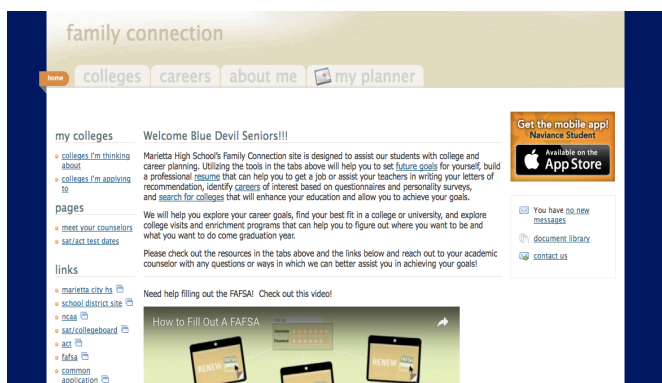 family connection
home
colleges
careers
about me
my planner
my colleges
colleges I'm thinking
about
colleges I'm applying
to
pages
meet your counselors
sat/act test dates
links
marietta city hs
school district site
ncaa
sat/collegeboard
act
fafsa
common
application
Welcome Blue Devil Seniors!!!
Marietta High School's Family Connection site is designed to assist our students with college and
career planning. Utilizing the tools in the tabs above will help you to set future goals for yourself, build
a professional resume that can help you to get a job or assist your teachers in writing your letters of
recommendation, identify careers of interest based on questionnaires and personality surveys,
and search for colleges that will enhance your education and allow you to achieve your goals.
We will help you explore your career goals, find your best fit in a college or university, and explore
college visits and enrichment programs that can help you to figure out where you want to be and
what you want to do come graduation year.
Please check out the resources in the tabs above and the links below and reach out to your academic
counselor with any questions or ways in which we can better assist you in achieving your goals!
Need help filling out the FAFSA! Check out this video!
How to Fill Out A FAFSA
Username
Password
RENEW
FAFSA
RENEW
FAFSA
Get the mobile app!
Naviance Student
Available on the
App Store
You have no new
messages
document library
contact us